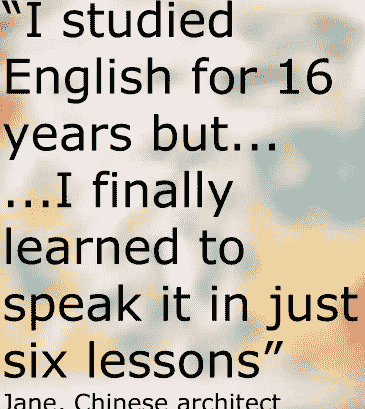 “I studied
English for 16
years but...
...I finally
learned to
speak it in just
six lessons”
Jane, Chinese architect